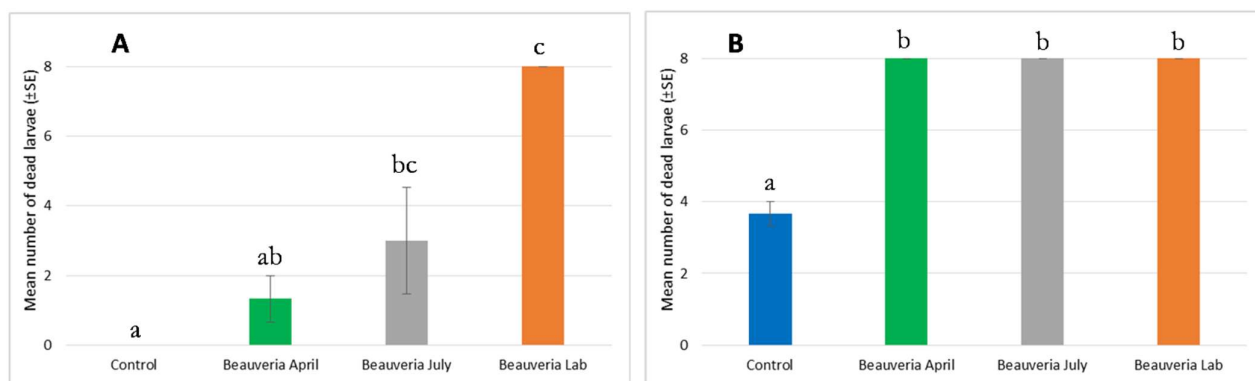 A
Mean number of dead larvae (±SE)
8
6
4
2
0
a
ab
bc
c
Control
Beauveria April
Beauveria July
Beauveria Lab
B
Mean number of dead larvae (±SE)
8
6
4
2
0
a
b
b
b
Control
Beauveria April
Beauveria July
Beauveria Lab